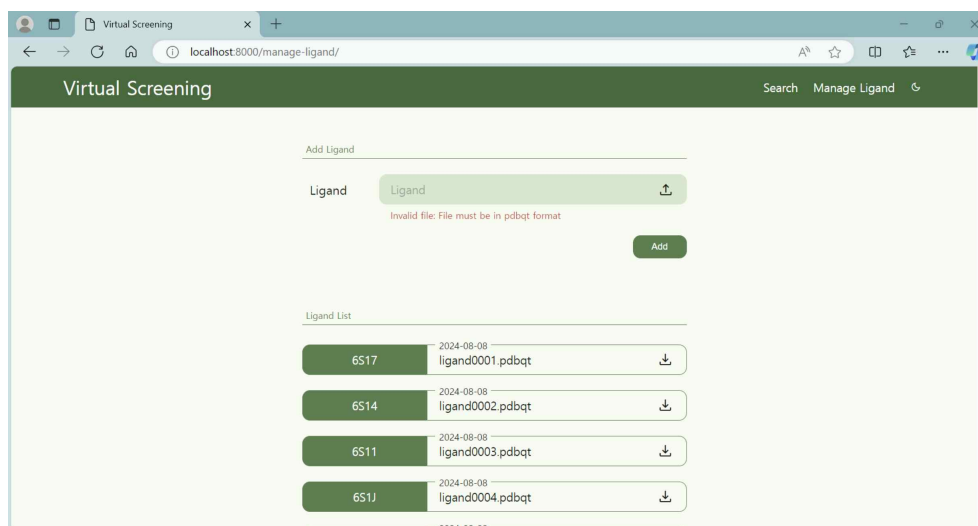 Virtual Screening
localhost:8000/manage-ligand/
Virtual Screening
Search Manage Ligand
Add Ligand
Ligand Ligand
Invalid file: File must be in pdbqt format
Add
Ligand List
2024-08-08
6S17 ligand0001.pdbqt
2024-08-08
6S14 ligand0002.pdbqt
2024-08-08
6S11 ligand0003.pdbqt
2024-08-08
6S1J ligand0004.pdbqt